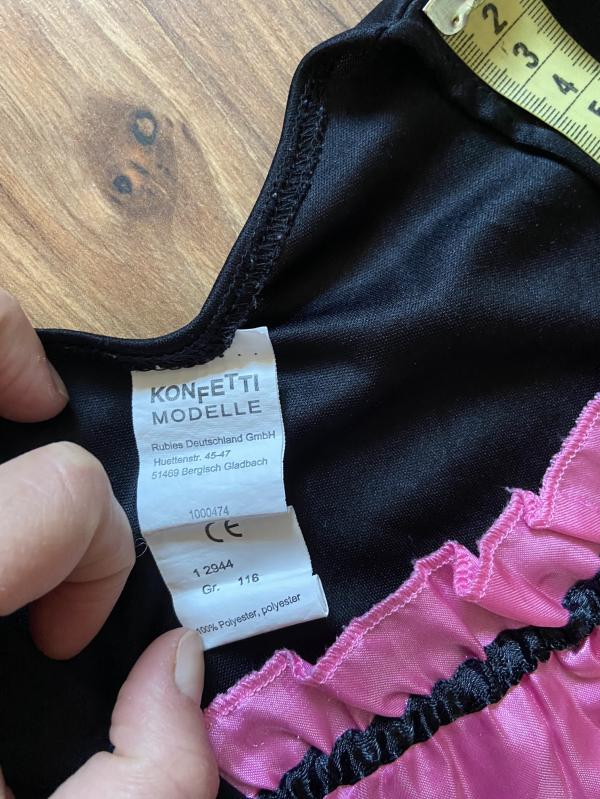 2
3
4
5
KONFETTI
MODELLE
Rubies Deutschland GmbH
Huettenstr. 45-47
51469 Bergisch Gladbach
1000474
CE
1 2944
Gr. 116
100% Polyester, polyester